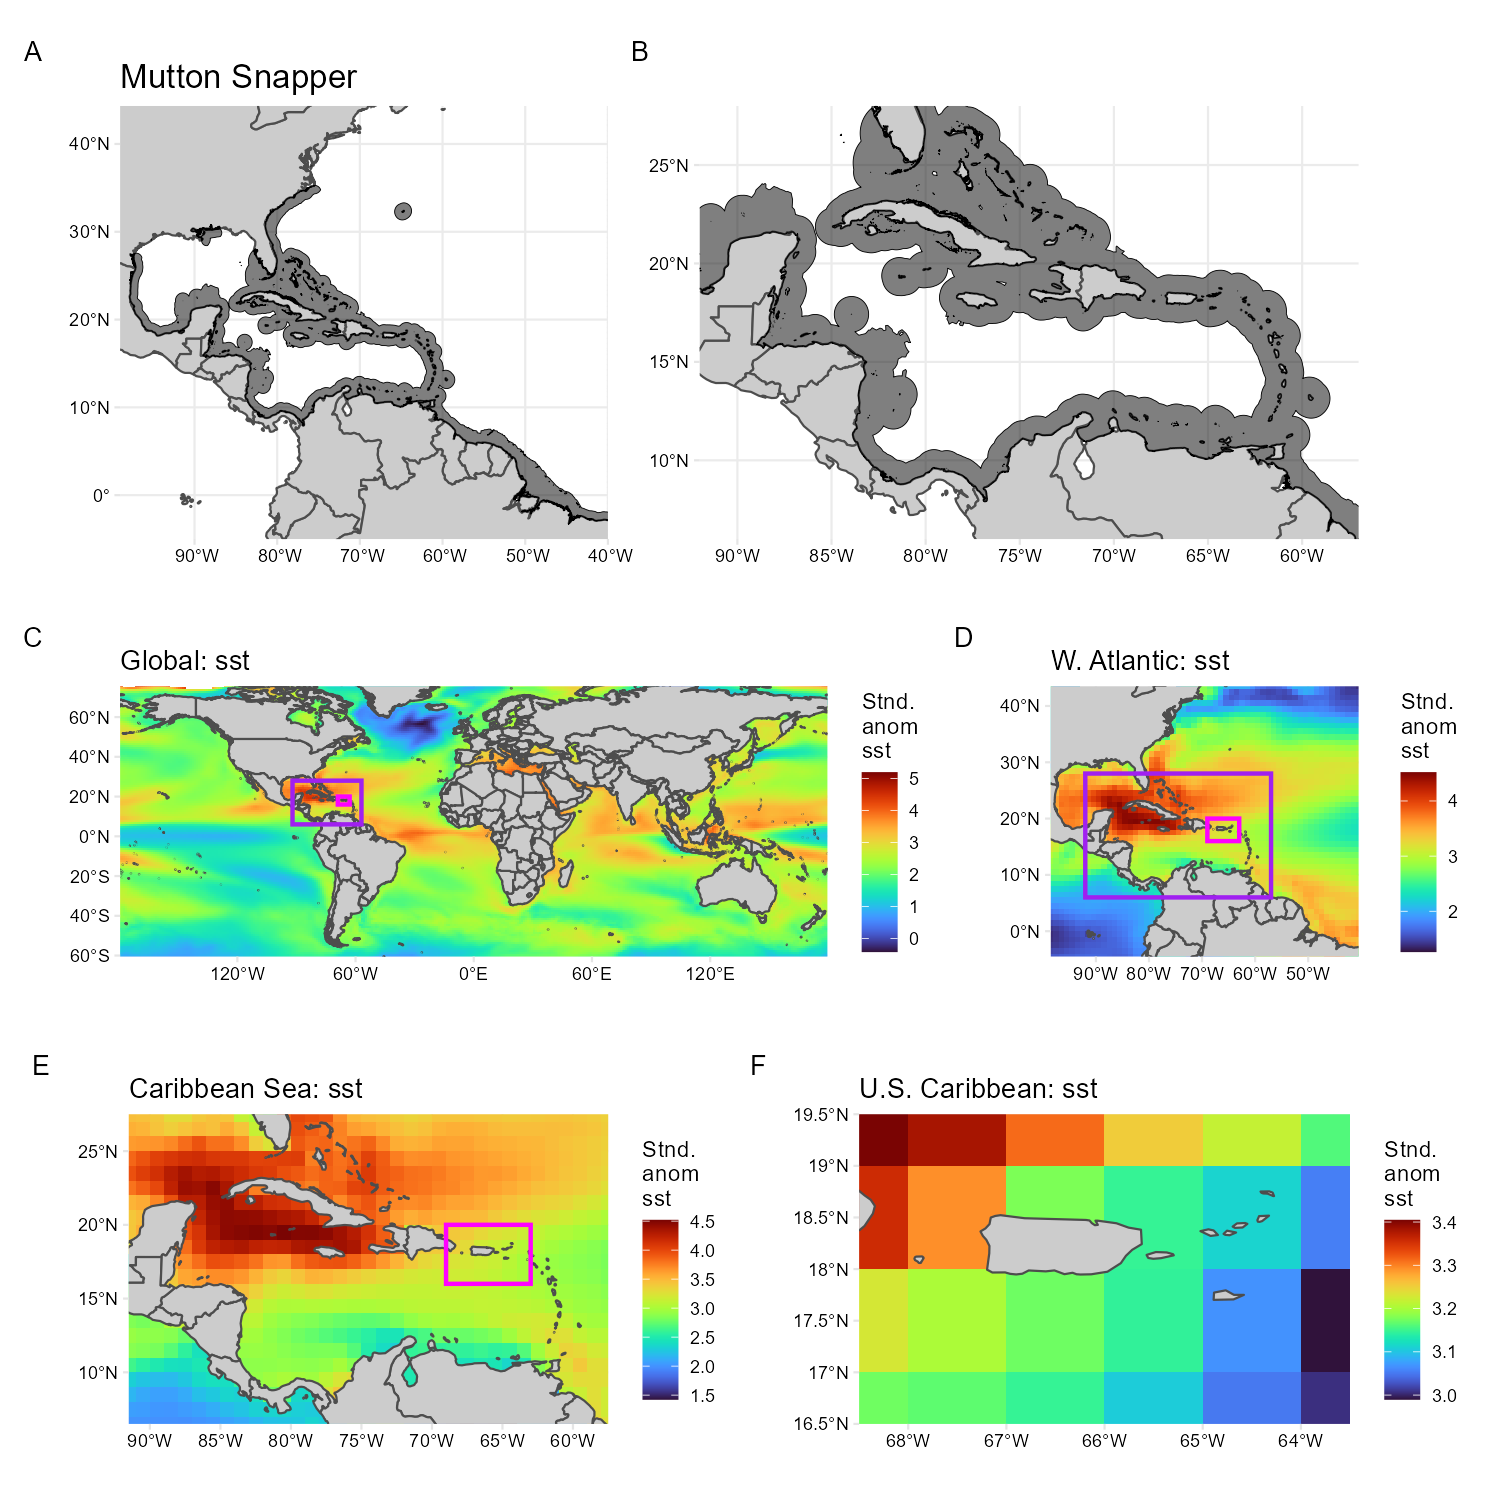 A
B
Mutton Snapper
40°N
30°N
20°N
10°N
0°
90°W 80°W 70°W 60°W 50°W 40°W
25°N
20°N
15°N
10°N
90°W 85°W 80°W 75°W 70°W 65°W 60°W
C
Global: sst
60°N
40°N
20°N
0°N
20°S
40°S
60°S
120°W 60°W 0°E 60°E 120°E
Stnd.
anom
sst
5
4
3
2
1
0
D
W. Atlantic: sst
40°N
30°N
20°N
10°N
0°N
90°W 80°W 70°W 60°W 50°W
Stnd.
anom
sst
4
3
2
E
Caribbean Sea: sst
25°N
20°N
15°N
10°N
90°W 85°W 80°W 75°W 70°W 65°W 60°W
Stnd.
anom
sst
4.5
4.0
3.5
3.0
2.5
2.0
1.5
F
U.S. Caribbean: sst
19.5°N
19°N
18.5°N
18°N
17.5°N
17°N
16.5°N
68°W 67°W 66°W 65°W 64°W
Stnd.
anom
sst
3.4
3.3
3.2
3.1
3.0